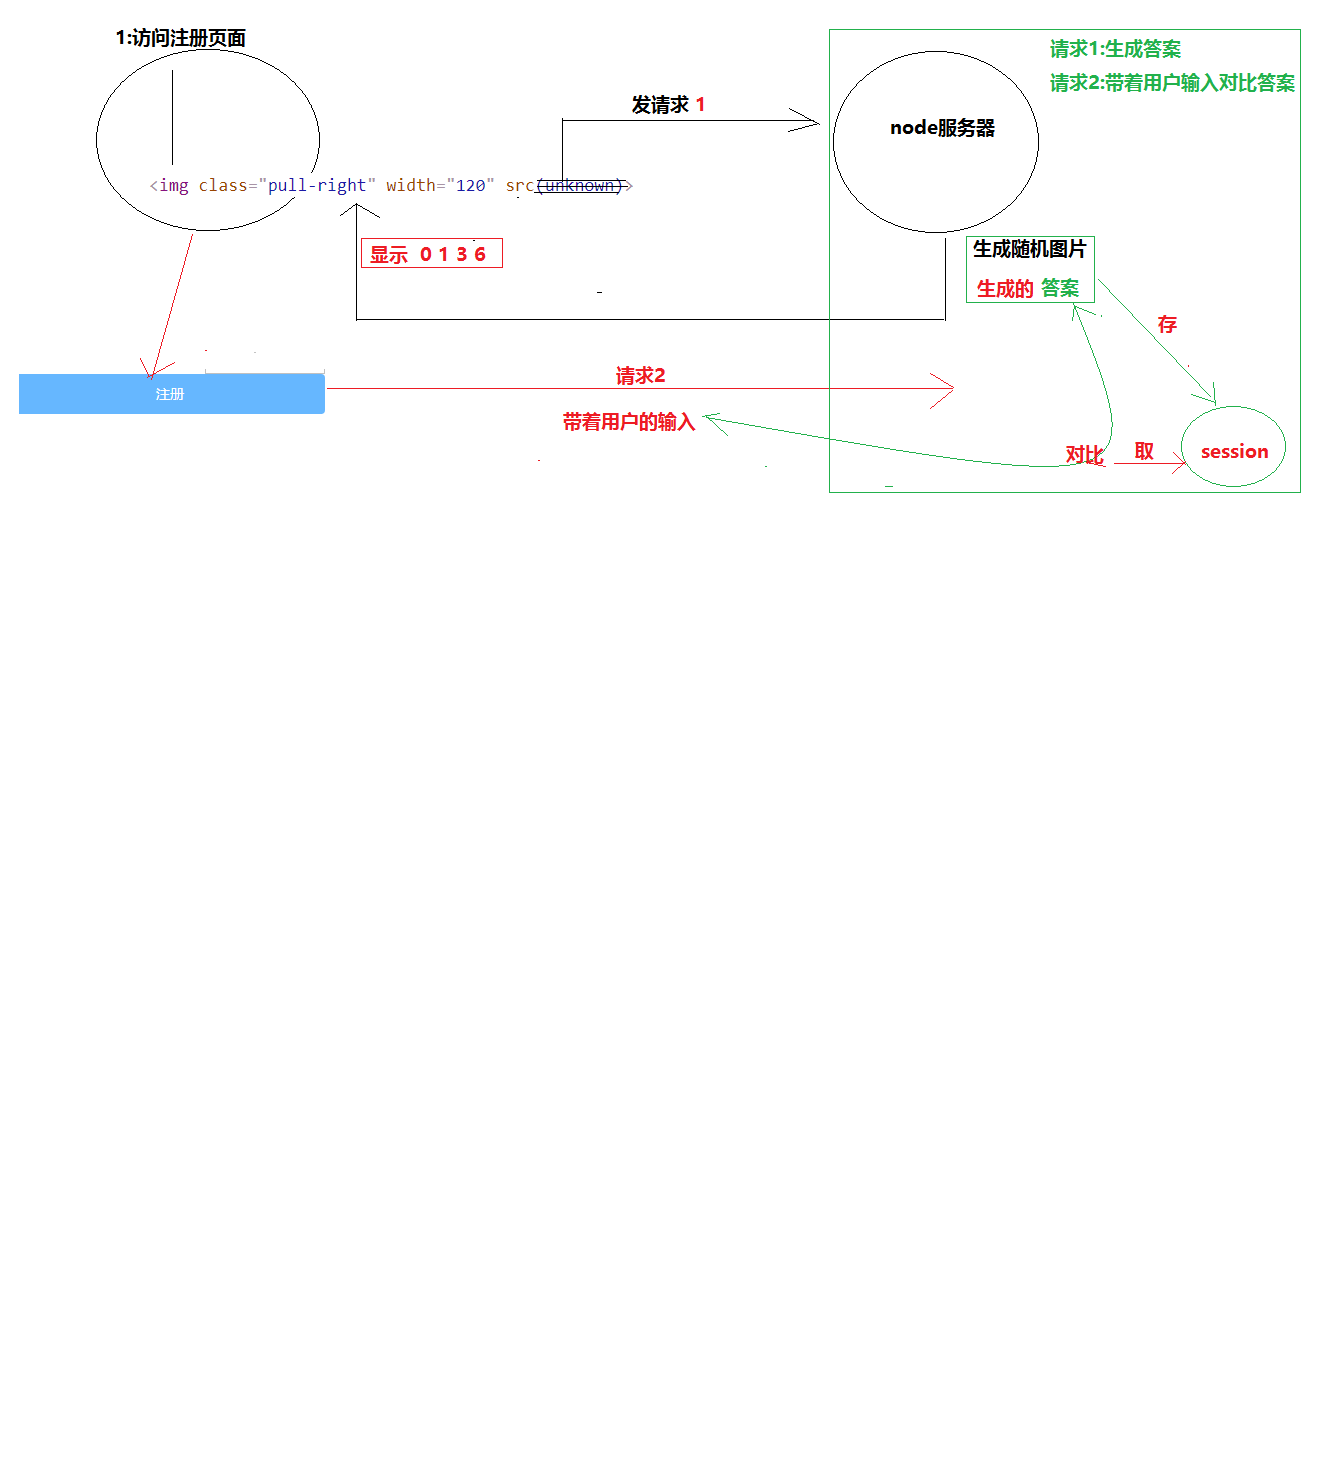 1:访问注册页面
请求1:生成答案
请求2:带着用户输入对比答案
发请求 1
node服务器
<img class="pull-right" width="120" src(unknown)>
显示 0 1 3 6
生成随机图片
生成的 答案
存
请求2
注册
带着用户的输入
对比 取
session